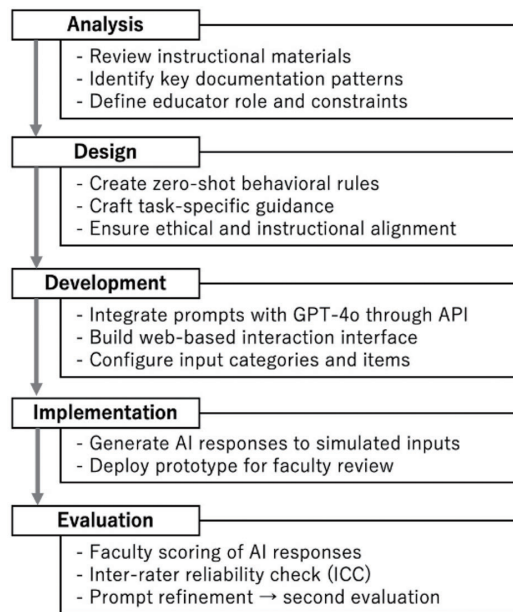 Analysis
- Review instructional materials
- Identify key documentation patterns
- Define educator role and constraints
Design
- Create zero-shot behavioral rules
- Craft task-specific guidance
- Ensure ethical and instructional alignment
Development
- Integrate prompts with GPT-4o through API
- Build web-based interaction interface
- Configure input categories and items
Implementation
- Generate AI responses to simulated inputs
- Deploy prototype for faculty review
Evaluation
- Faculty scoring of AI responses
- Inter-rater reliability check (ICC)
- Prompt refinement → second evaluation